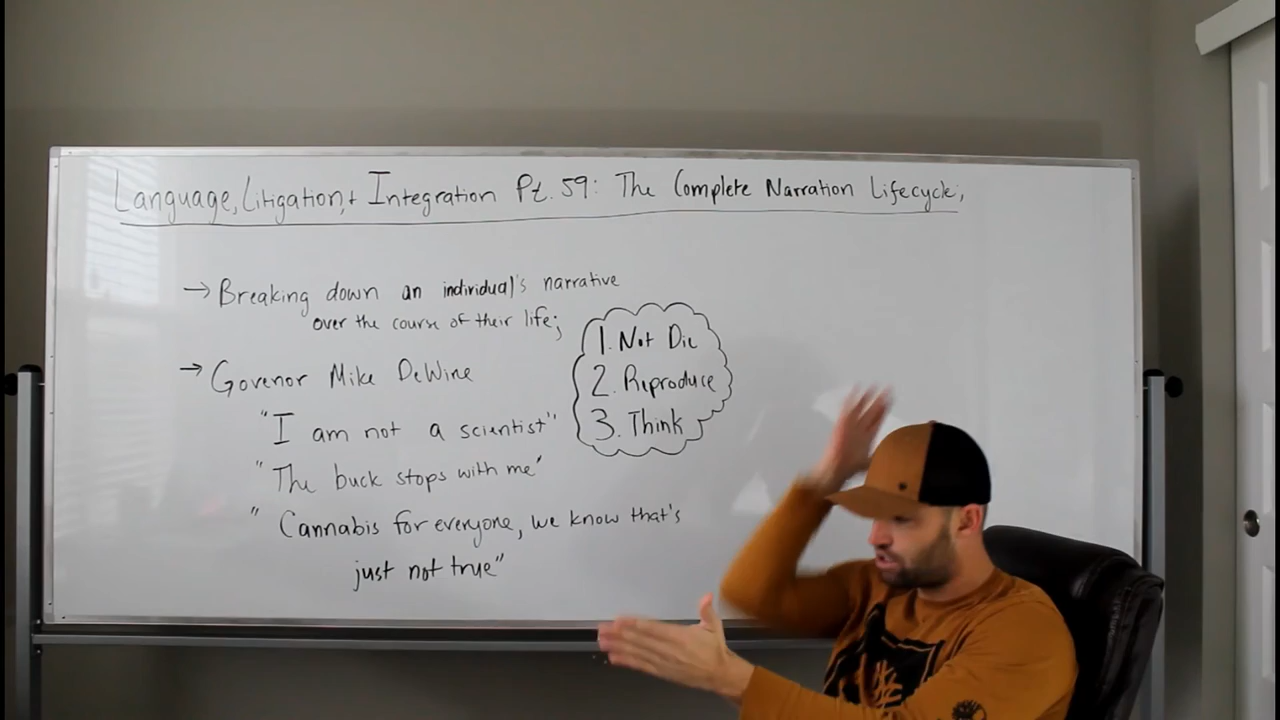 Language, Litigation, + Integration Pt. 59: The Complete Narration Lifecycle;
→ Breaking down an individual's narrative
over the course of their life;
→ Govenor Mike DeWine
"I am not a scientist"
"The buck stops with me"
"Cannabis for everyone, we know that's
just not true"
1. Not Die
2. Reproduce
3. Think